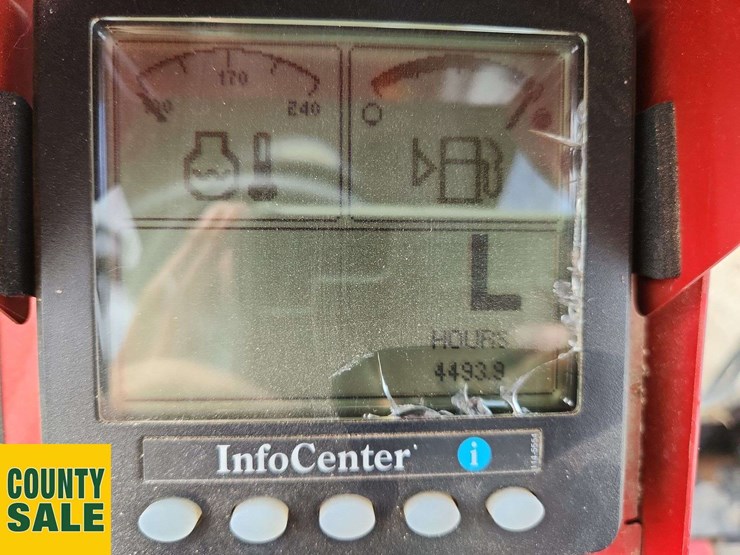 170
240
L
HOURS
4493.9
InfoCenter
i
COUNTY
SALE